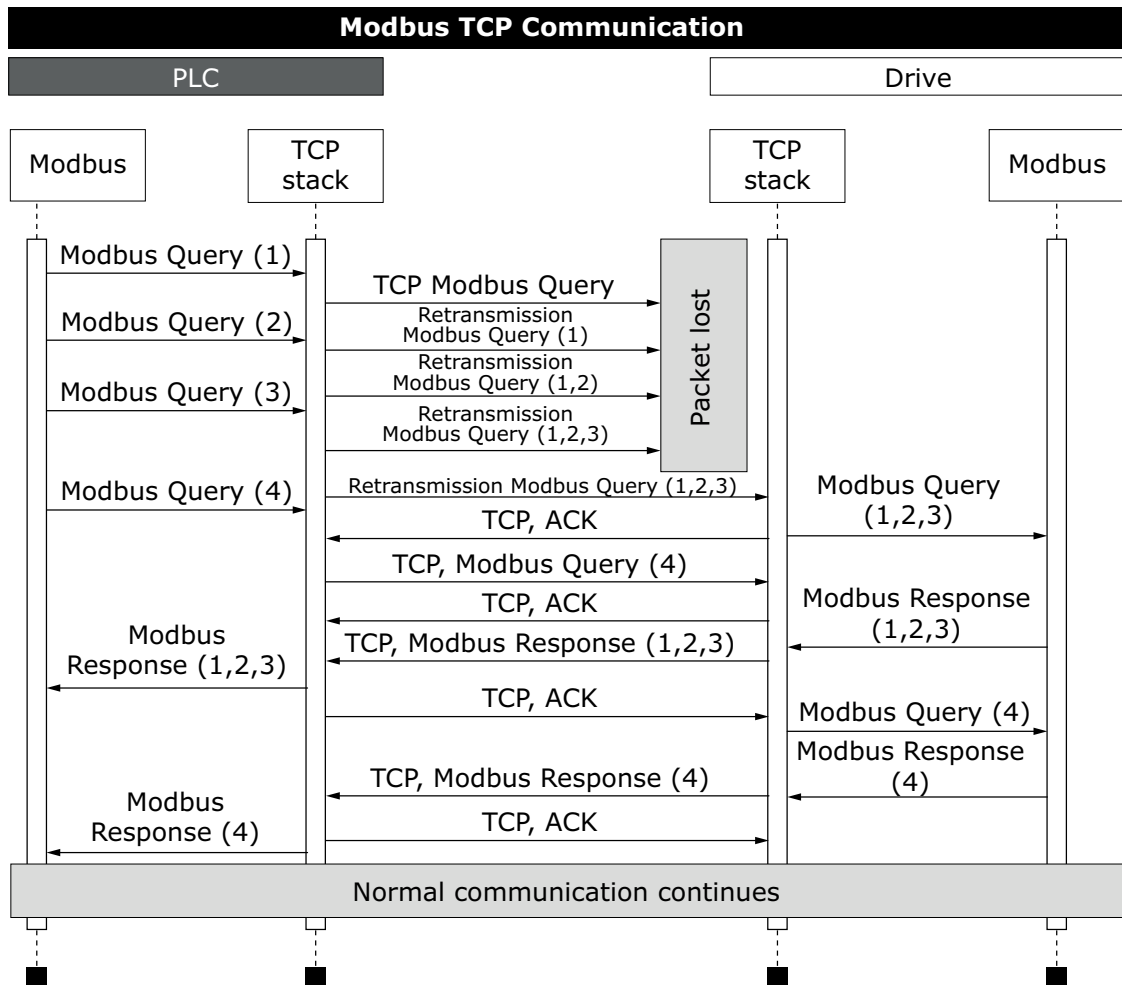 Modbus TCP Communication
PLC
Drive
Modbus
TCP
stack
TCP
stack
Modbus
Modbus Query (1)
TCP Modbus Query
Retransmission
Modbus Query (1)
Modbus Query (2)
Retransmission
Modbus Query (1,2)
Modbus Query (3)
Retransmission
Modbus Query (1,2,3)
Packet lost
Modbus Query (4)
Retransmission Modbus Query (1,2,3)
Modbus Query
(1,2,3)
TCP, ACK
TCP, Modbus Query (4)
TCP, ACK
Modbus Response
(1,2,3)
TCP, Modbus Response (1,2,3)
Modbus
Response (1,2,3)
TCP, ACK
Modbus Query (4)
Modbus Response
(4)
TCP, Modbus Response (4)
Modbus
Response (4)
TCP, ACK
Normal communication continues